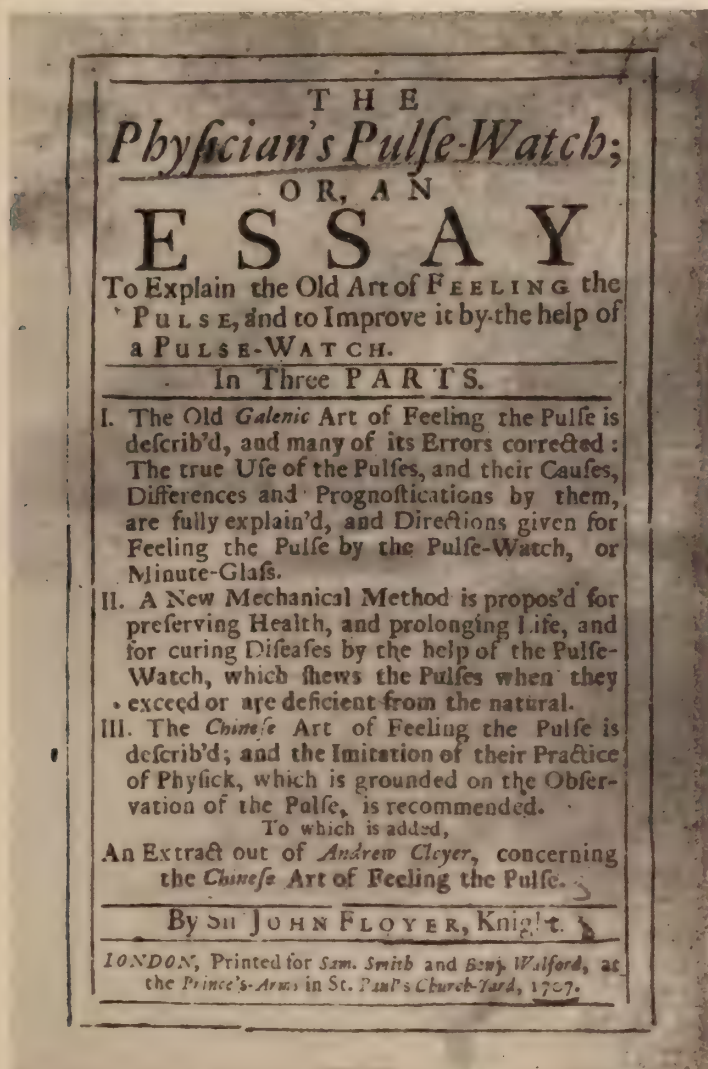 THE
Phyſician's Pulſe-Watch;
OR, AN
ESSAY
To Explain the Old Art of FEELING the
PULSE, and to Improve it by the help of
a PULSE-WATCH.
In Three PARTS.
I. The Old Galenic Art of Feeling the Pulſe is
deſcrib'd, and many of its Errors corrected :
The true Uſe of the Pulſes, and their Cauſes,
Differences and Prognoſtications by them,
are fully explain'd, and Directions given for
Feeling the Pulſe by the Pulſe-Watch, or
Minute-Glaſs.
II. A New Mechanical Method is propos'd for
preſerving Health, and prolonging Life, and
for curing Diſeaſes by the help of the Pulſe-
Watch, which ſhews the Pulſes when they
exceed or are deficient from the natural.
III. The Chineſe Art of Feeling the Pulſe is
deſcrib'd; and the Imitation of their Practice
of Phyſick, which is grounded on the Obſer-
vation of the Pulſe, is recommended.
To which is added,
An Extract out of Andrew Cleyer, concerning
the Chineſe Art of Feeling the Pulſe.
By Sir JOHN FLOYER, Knight.
LONDON, Printed for Sam. Smith and Benj. Walford, at
the Prince's-Arms in St. Paul's Church-Yard, 1707.